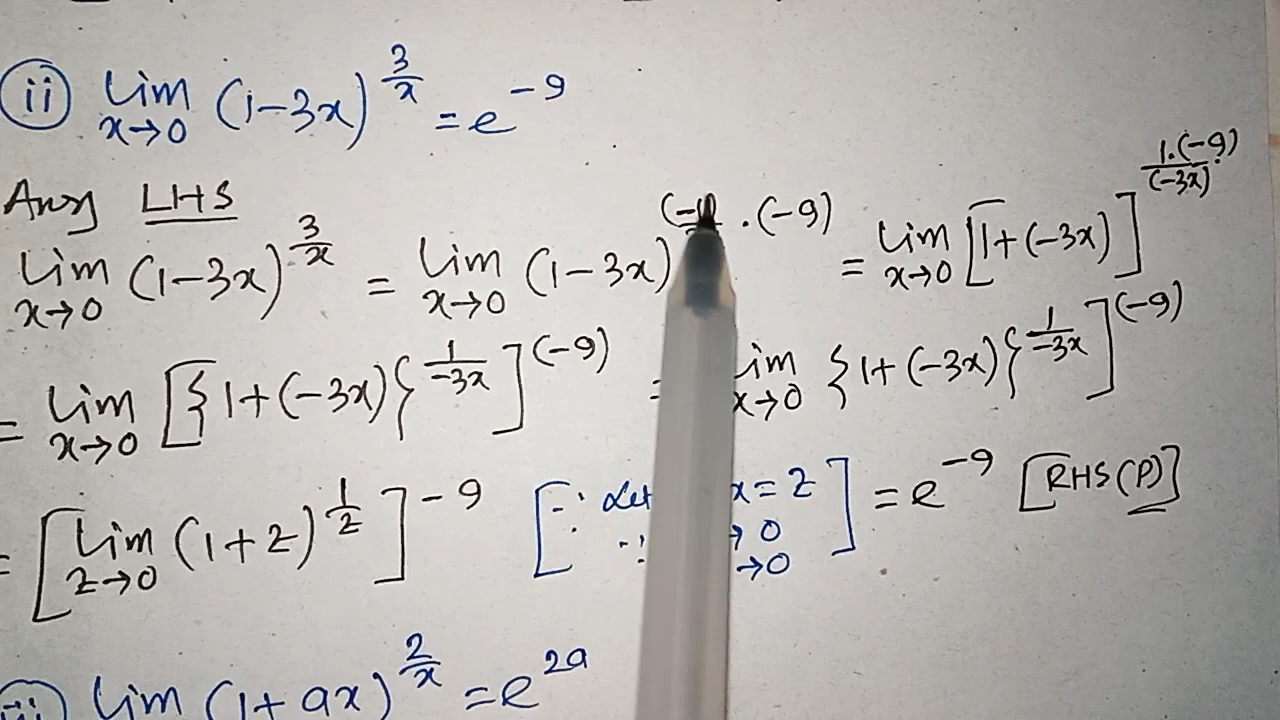 (ii) lim x→0 (1-3x)^(3/x) = e^-9
Ans LHS
lim x→0 (1-3x)^(3/x) = lim x→0 (1-3x) .(-9) = lim x→0 [1+(-3x)]^(1.(-9)/(-3x))
= lim x→0 [{1+(-3x)}^(1/-3x)]^(-9) = lim x→0 {1+(-3x)}^(1/-3x)]^(-9)
= [lim z→0 (1+z)^(1/z)]^-9 [∵ Let x = z →0 →0] = e^-9 [RHS (P)]
lim (1+ax)^(2/x) = e^2a